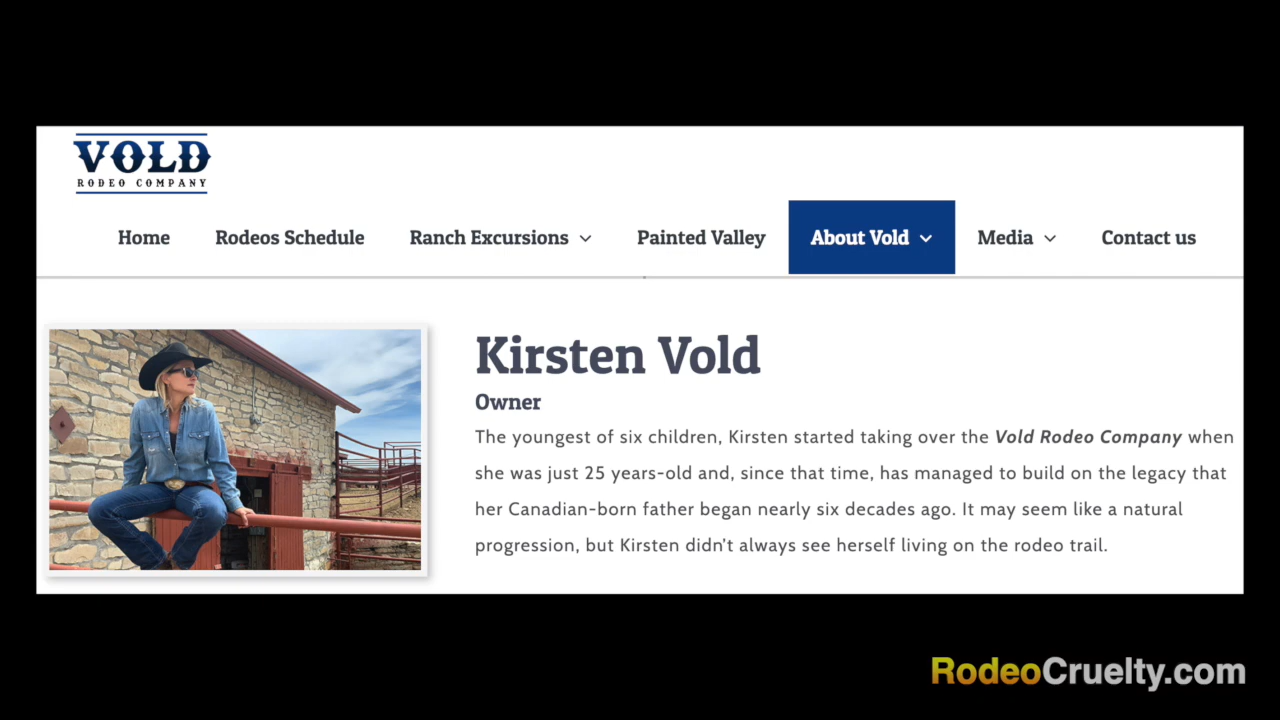 VOLD
RODEO COMPANY
Home Rodeos Schedule Ranch Excursions Painted Valley About Vold Media Contact us
Kirsten Vold
Owner
The youngest of six children, Kirsten started taking over the Vold Rodeo Company when
she was just 25 years-old and, since that time, has managed to build on the legacy that
her Canadian-born father began nearly six decades ago. It may seem like a natural
progression, but Kirsten didn't always see herself living on the rodeo trail.
RodeoCruelty.com